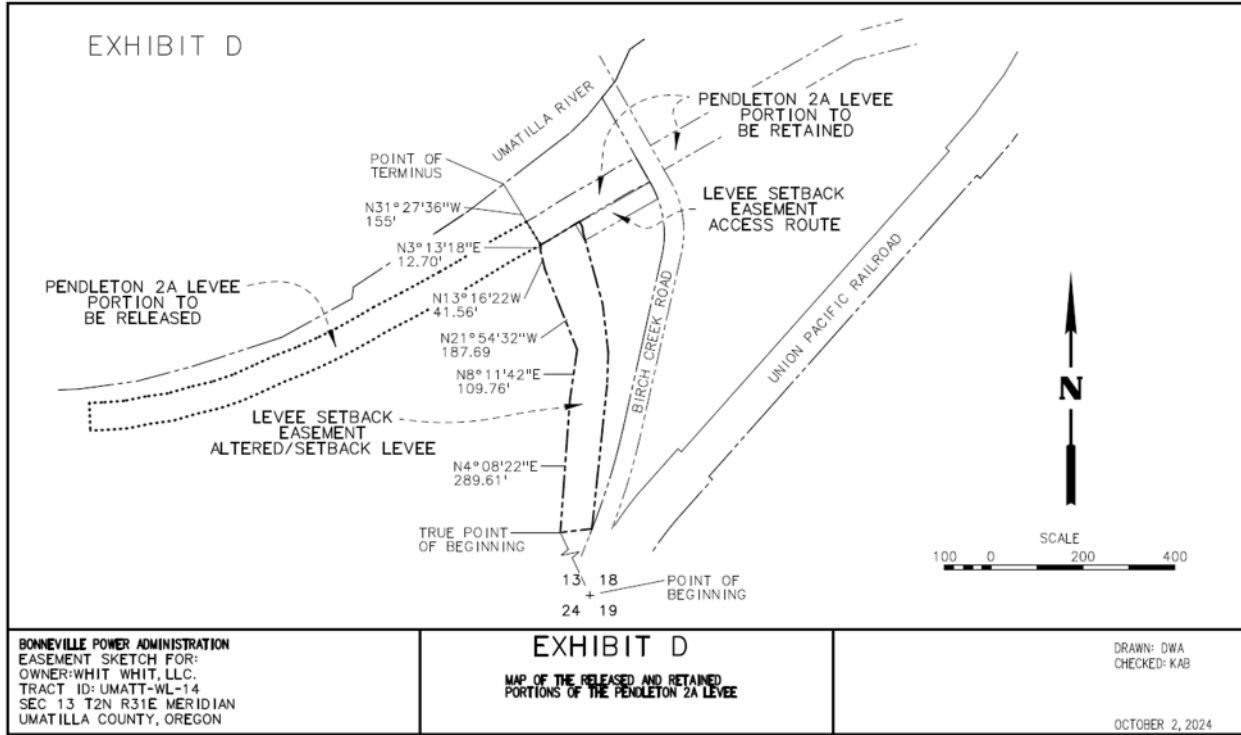 EXHIBIT D
UMATILLA RIVER
PENDLETON 2A LEVEE
PORTION TO
BE RETAINED
POINT OF
TERMINUS
N31°27'36"W
155'
LEVEE SETBACK
EASEMENT
ACCESS ROUTE
N3°13'18"E
12.70'
PENDLETON 2A LEVEE
PORTION TO
BE RELEASED
N13°16'22W
41.56'
N21°54'32"W
187.69
N8°11'42"E
109.76'
BIRCH CREEK ROAD
UNION PACIFIC RAILROAD
N
LEVEE SETBACK
EASEMENT
ALTERED/SETBACK LEVEE
N4°08'22"E
289.61'
TRUE POINT
OF BEGINNING
SCALE
100 0 200 400
13 18
24 19
POINT OF
BEGINNING
BONNEVILLE POWER ADMINISTRATION
EASEMENT SKETCH FOR:
OWNER:WHIT WHIT, LLC.
TRACT ID: UMATT-WL-14
SEC 13 T2N R31E MERIDIAN
UMATILLA COUNTY, OREGON
EXHIBIT D
MAP OF THE RELEASED AND RETAINED
PORTIONS OF THE PENDLETON 2A LEVEE
DRAWN: DWA
CHECKED: KAB
OCTOBER 2, 2024